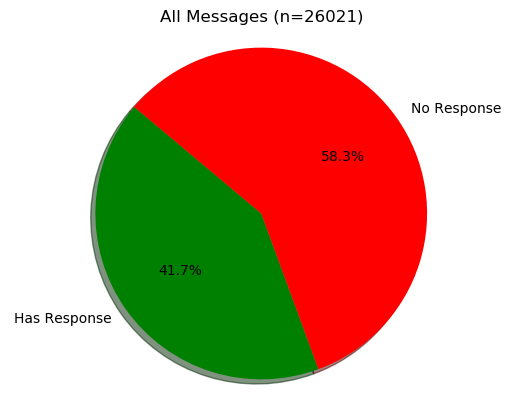 All Messages (n=26021)
No Response
58.3%
41.7%
Has Response